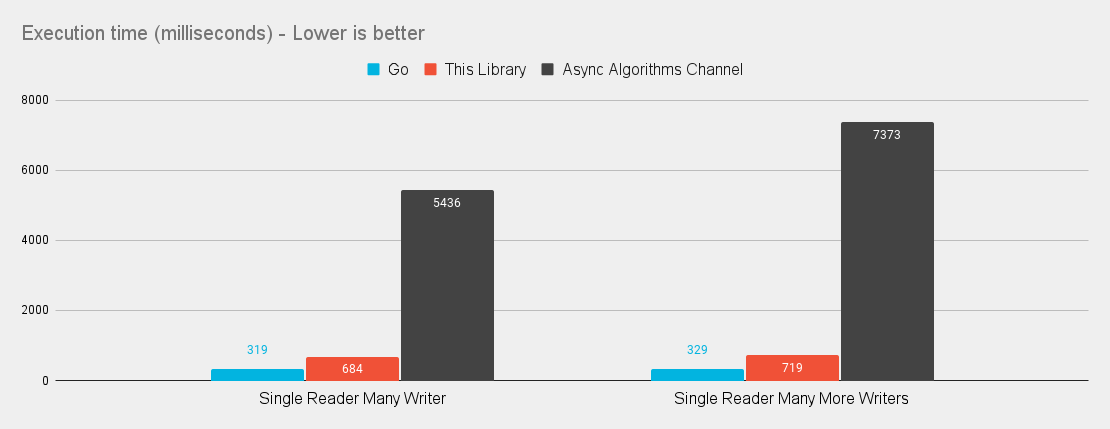 Execution time (milliseconds) - Lower is better
Go This Library Async Algorithms Channel
8000
6000
4000
2000
0
319
684
5436
329
719
7373
Single Reader Many Writer
Single Reader Many More Writers